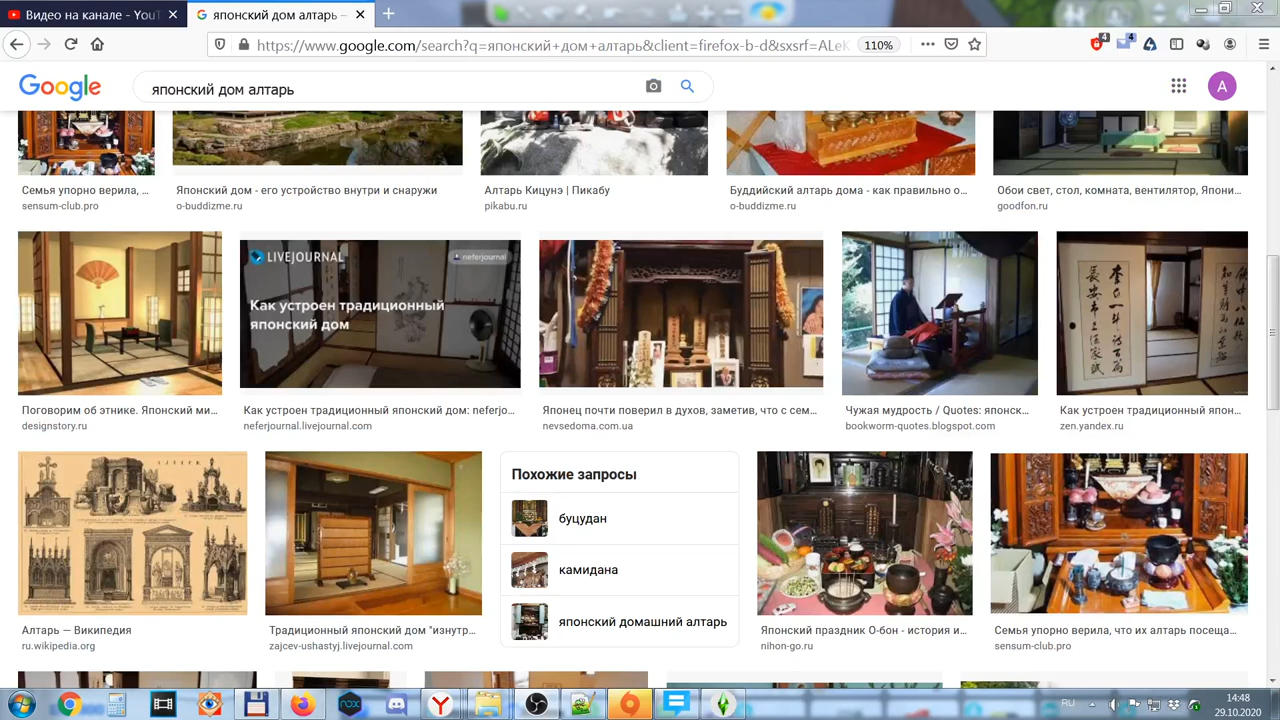 Видео на канале - YouT
японский дом алтарь –
https://www.google.com/search?q=японский+дом+алтарь&client=firefox-b-d&sxsrf=ALeK
110%
4
4
Google
японский дом алтарь
A
Семья упорно верила, ...
sensum-club.pro
Японский дом - его устройство внутри и снаружи
o-buddizme.ru
Алтарь Кицунэ | Пикабу
pikabu.ru
Буддийский алтарь дома - как правильно о...
o-buddizme.ru
Обои свет, стол, комната, вентилятор, Япони...
goodfon.ru
LIVEJOURNAL
neferjournal
Как устроен традиционный
японский дом
Поговорим об этнике. Японский ми...
designstory.ru
Как устроен традиционный японский дом: neferjo...
neferjournal.livejournal.com
Японец почти поверил в духов, заметив, что с сем...
nevsedoma.com.ua
Чужая мудрость / Quotes: японск...
bookworm-quotes.blogspot.com
Как устроен традиционный япон...
zen.yandex.ru
Похожие запросы
буцудан
камидана
японский домашний алтарь
Алтарь — Википедия
ru.wikipedia.org
Традиционный японский дом "изнутр...
zajcev-ushastyj.livejournal.com
Японский праздник О-бон - история и...
nihon-go.ru
Семья упорно верила, что их алтарь посеща...
sensum-club.pro
nox
RU
14:48
29.10.2020